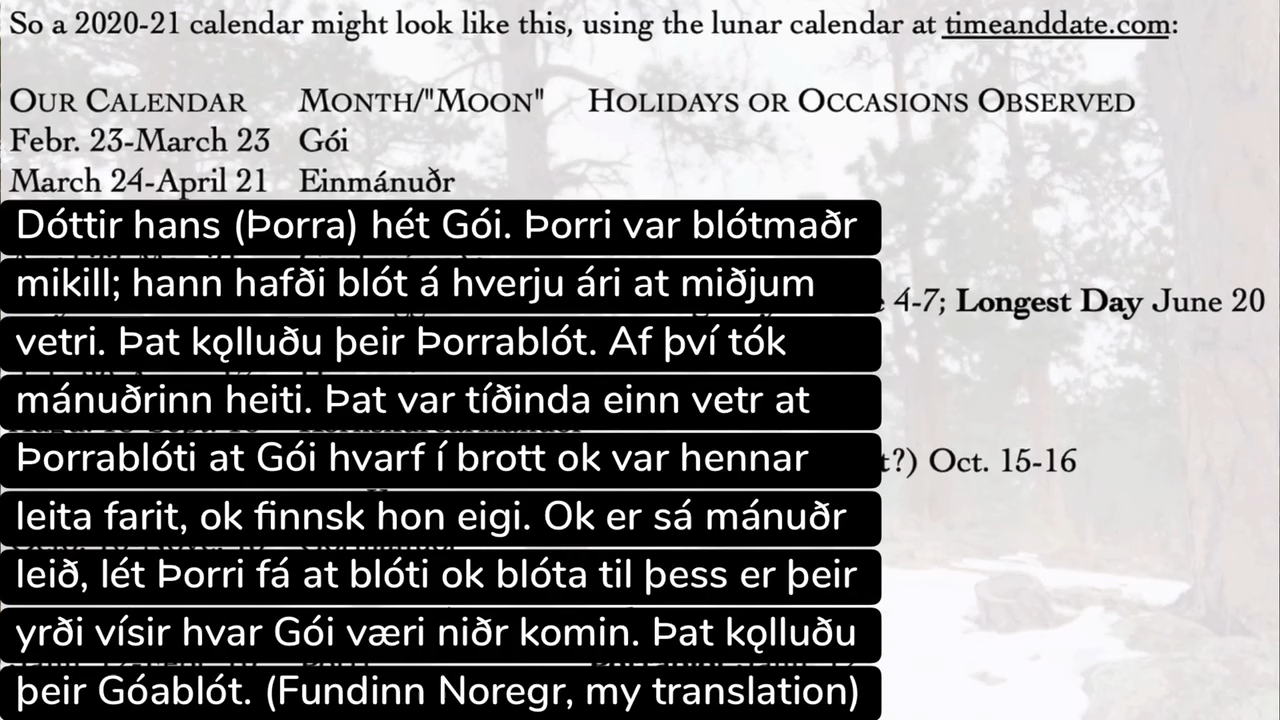 So a 2020-21 calendar might look like this, using the lunar calendar at timeanddate.com:
OUR CALENDAR MONTH/"MOON" HOLIDAYS OR OCCASIONS OBSERVED
Febr. 23-March 23 Gói
March 24-April 21 Einmánuðr
Dóttir hans (Þorra) hét Gói. Þorri var blótmaðr
mikill; hann hafði blót á hverju ári at miðjum
4-7; Longest Day June 20
vetri. Þat kǫlluðu þeir Þorrablót. Af því tók
mánuðrinn heiti. Þat var tíðinda einn vetr at
Þorrablóti at Gói hvarf í brott ok var hennar
Oct. 15-16
leita farit, ok finnsk hon eigi. Ok er sá mánuðr
leið, lét Þorri fá at blóti ok blóta til þess er þeir
yrði vísir hvar Gói væri niðr komin. Þat kǫlluðu
þeir Góablót. (Fundinn Noregr, my translation)